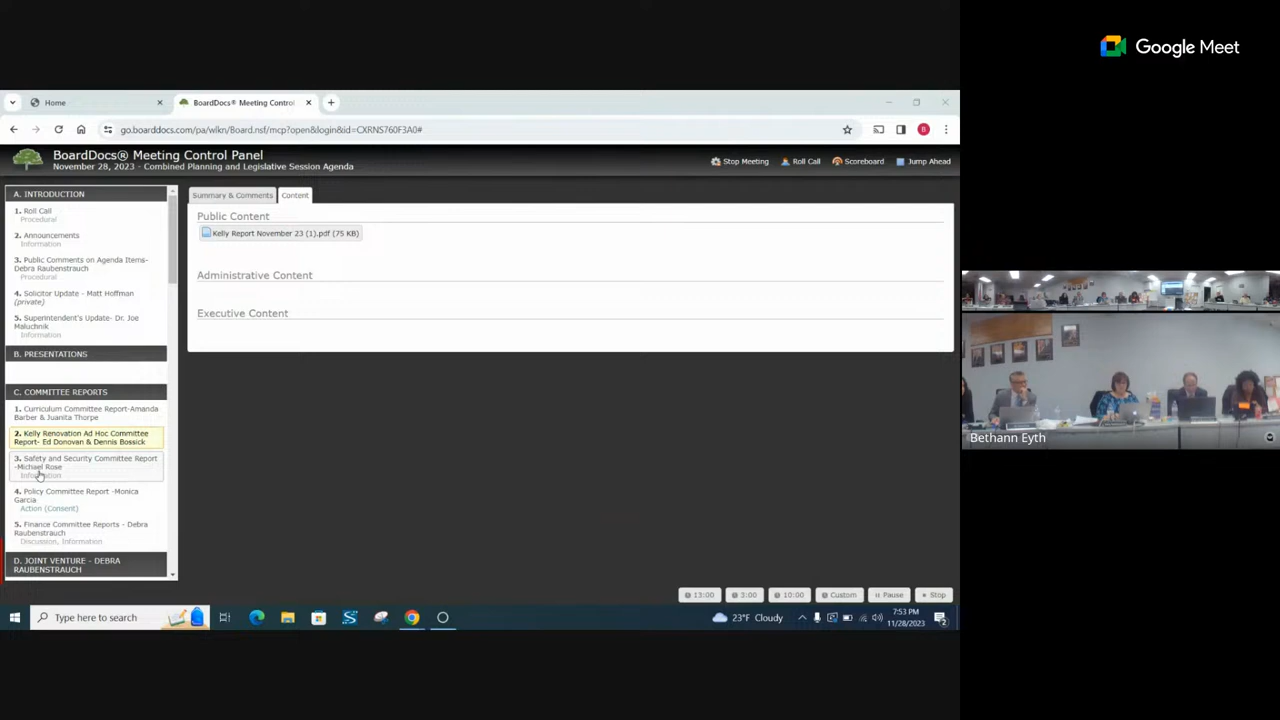 Google Meet
Home
BoardDocs® Meeting Control
go.boarddocs.com/pa/wlkn/Board.nsf/mcp?open&login&id=CXRNS760F3A0#
B
BoardDocs® Meeting Control Panel
November 28, 2023 - Combined Planning and Legislative Session Agenda
Stop Meeting
Roll Call
Scoreboard
Jump Ahead
A. INTRODUCTION
1. Roll Call
Procedural
2. Announcements
Information
3. Public Comments on Agenda Items-
Debra Raubenstrauch
Procedural
4. Solicitor Update - Matt Hoffman
(private)
5. Superintendent's Update- Dr. Joe
Maluchnik
Information
B. PRESENTATIONS
C. COMMITTEE REPORTS
1. Curriculum Committee Report-Amanda
Barber & Juanita Thorpe
2. Kelly Renovation Ad Hoc Committee
Report- Ed Donovan & Dennis Bossick
3. Safety and Security Committee Report
-Michael Rose
Information
4. Policy Committee Report -Monica
Garcia
Action (Consent)
5. Finance Committee Reports - Debra
Raubenstrauch
Discussion, Information
D. JOINT VENTURE - DEBRA
RAUBENSTRAUCH
Summary & Comments
Content
Public Content
Kelly Report November 23 (1).pdf (75 KB)
Administrative Content
Executive Content
Bethann Eyth
13:00
3:00
10:00
Custom
Pause
Stop
Type here to search
23°F Cloudy
7:53 PM
11/28/2023
2